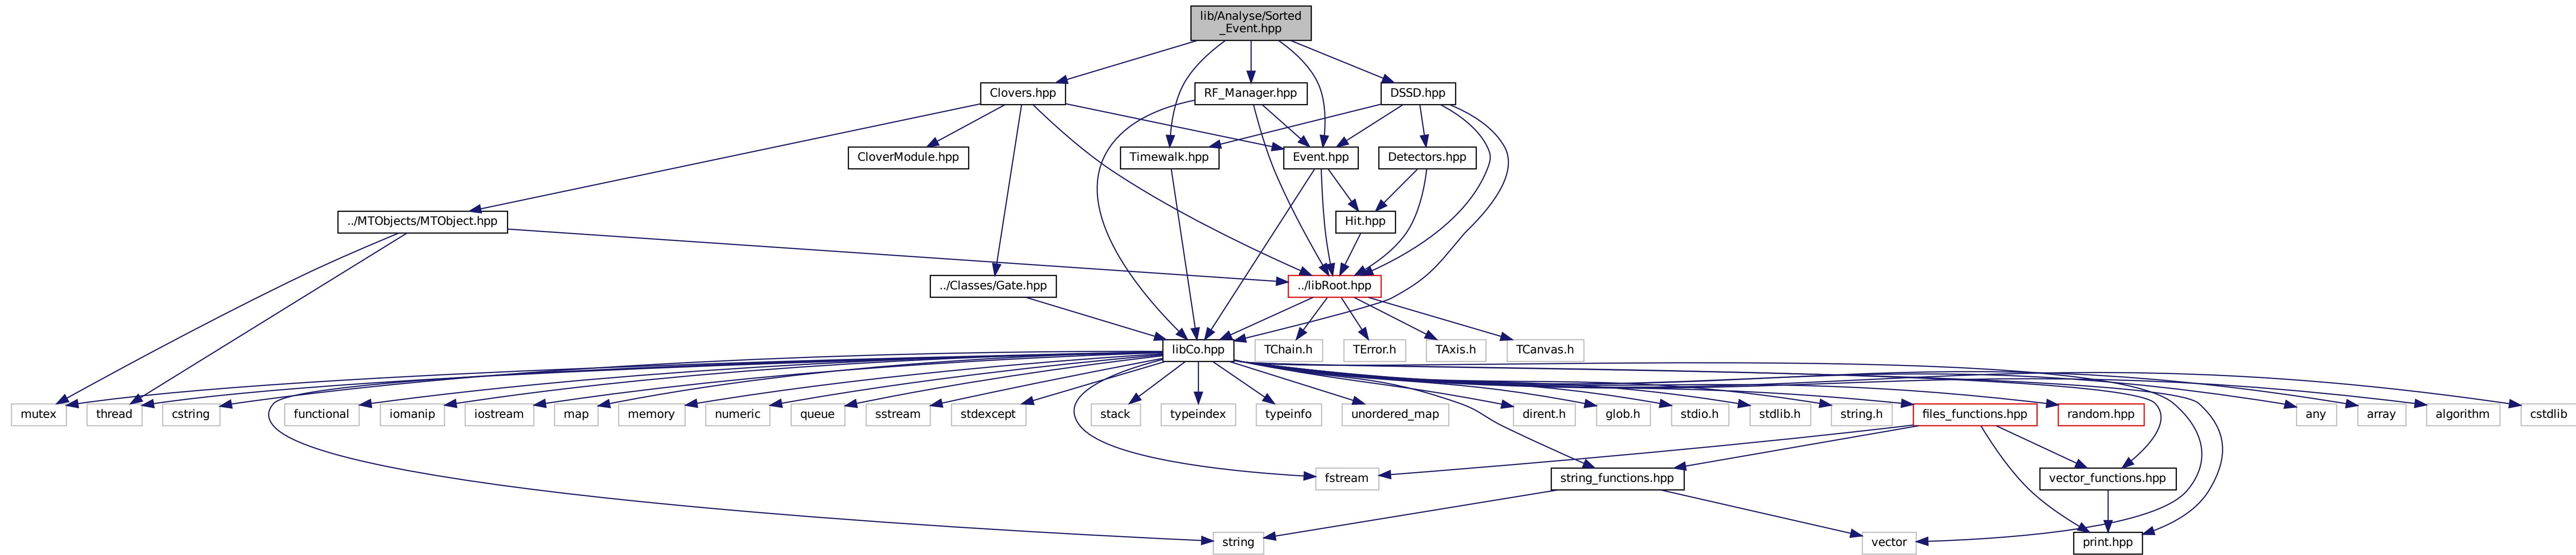 lib/Analyse/Sorted
_Event.hpp
Clovers.hpp
RF_Manager.hpp
DSSD.hpp
CloverModule.hpp
Timewalk.hpp
Event.hpp
Detectors.hpp
../MTObjects/MTObject.hpp
Hit.hpp
../Classes/Gate.hpp
../libRoot.hpp
libCo.hpp
TChain.h
TError.h
TAxis.h
TCanvas.h
mutex
thread
cstring
functional
iomanip
iostream
map
memory
numeric
queue
sstream
stdexcept
stack
typeindex
typeinfo
unordered_map
dirent.h
glob.h
stdio.h
stdlib.h
string.h
files_functions.hpp
random.hpp
any
array
algorithm
cstdlib
fstream
string_functions.hpp
vector_functions.hpp
string
vector
print.hpp